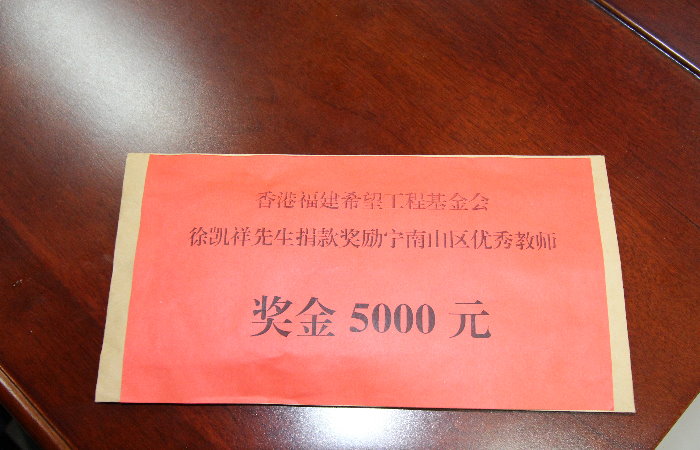 香港福建希望工程基金会
徐凯祥先生捐款奖励宁南山区优秀教师
奖金 5000 元